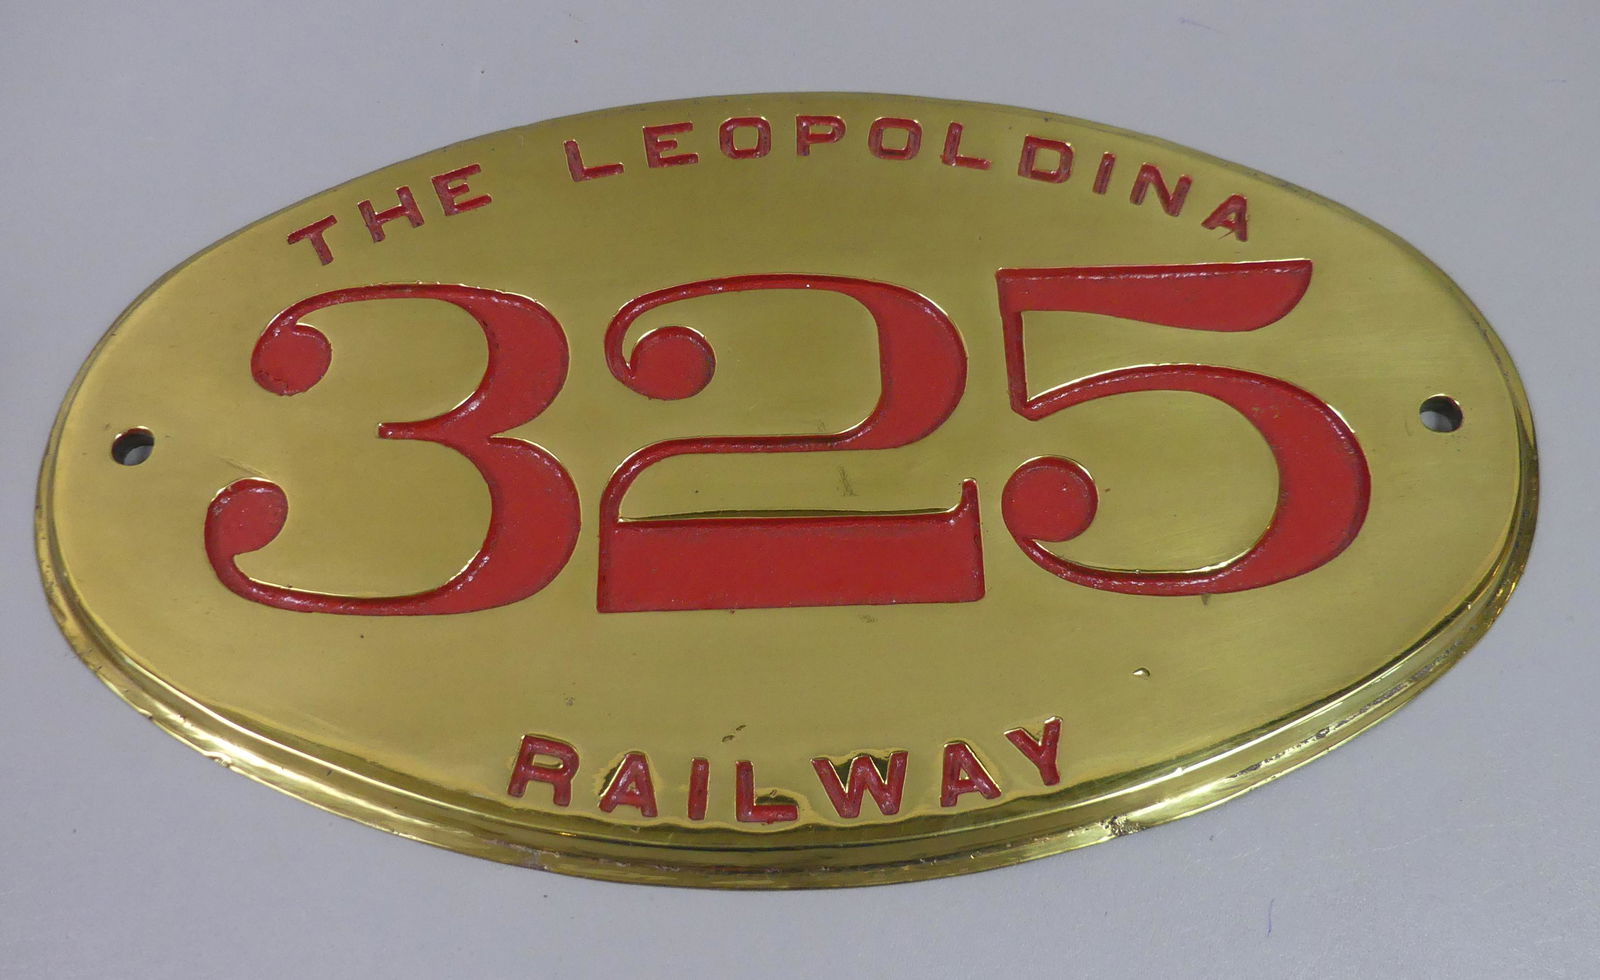 THE LEOPOLDINA
325
RAILWAY